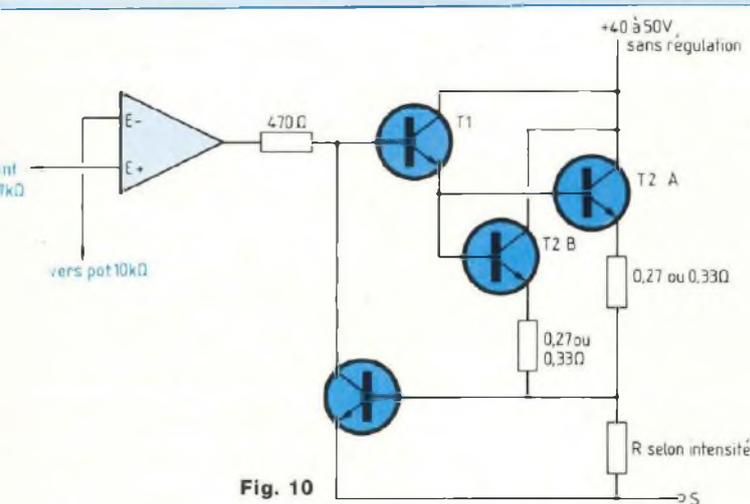 +40 à 50V
sans régulation
E-
E+
470Ω
T1
T2 A
vers pot 10kΩ
T2 B
0,27 ou 0,33Ω
0,27 ou
0,33Ω
R selon intensité
Fig. 10
S